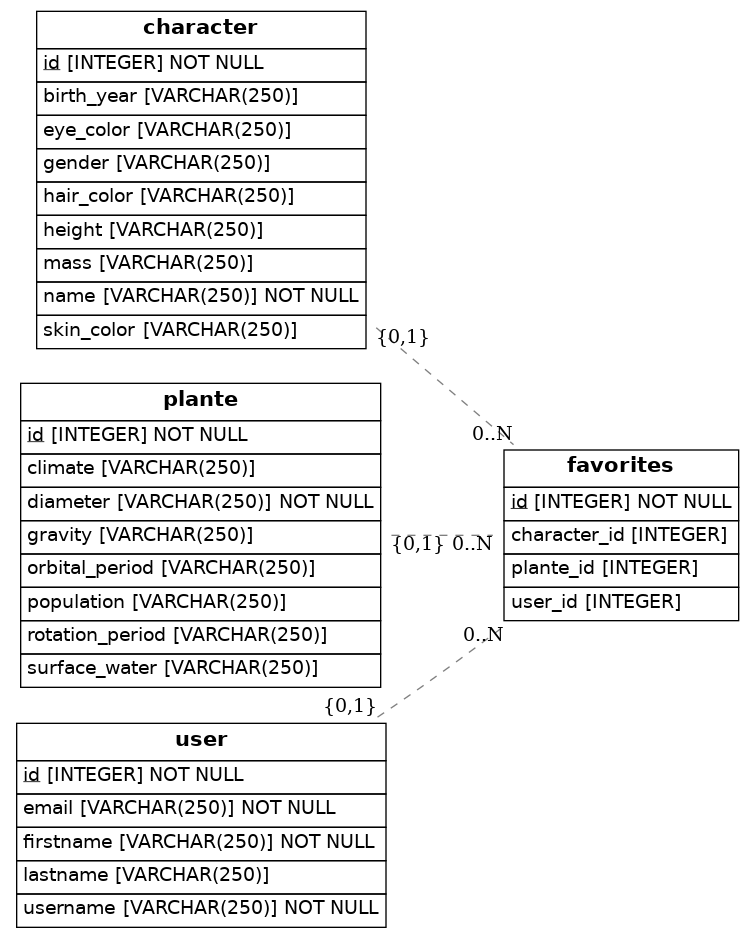 character
id [INTEGER] NOT NULL
birth_year [VARCHAR(250)]
eye_color [VARCHAR(250)]
gender [VARCHAR(250)]
hair_color [VARCHAR(250)]
height [VARCHAR(250)]
mass [VARCHAR(250)]
name [VARCHAR(250)] NOT NULL
skin_color [VARCHAR(250)]
{0,1}
0..N
plante
id [INTEGER] NOT NULL
climate [VARCHAR(250)]
diameter [VARCHAR(250)] NOT NULL
gravity [VARCHAR(250)]
orbital_period [VARCHAR(250)]
population [VARCHAR(250)]
rotation_period [VARCHAR(250)]
surface_water [VARCHAR(250)]
{0,1} 0..N
favorites
id [INTEGER] NOT NULL
character_id [INTEGER]
plante_id [INTEGER]
user_id [INTEGER]
0..N
{0,1}
user
id [INTEGER] NOT NULL
email [VARCHAR(250)] NOT NULL
firstname [VARCHAR(250)] NOT NULL
lastname [VARCHAR(250)]
username [VARCHAR(250)] NOT NULL